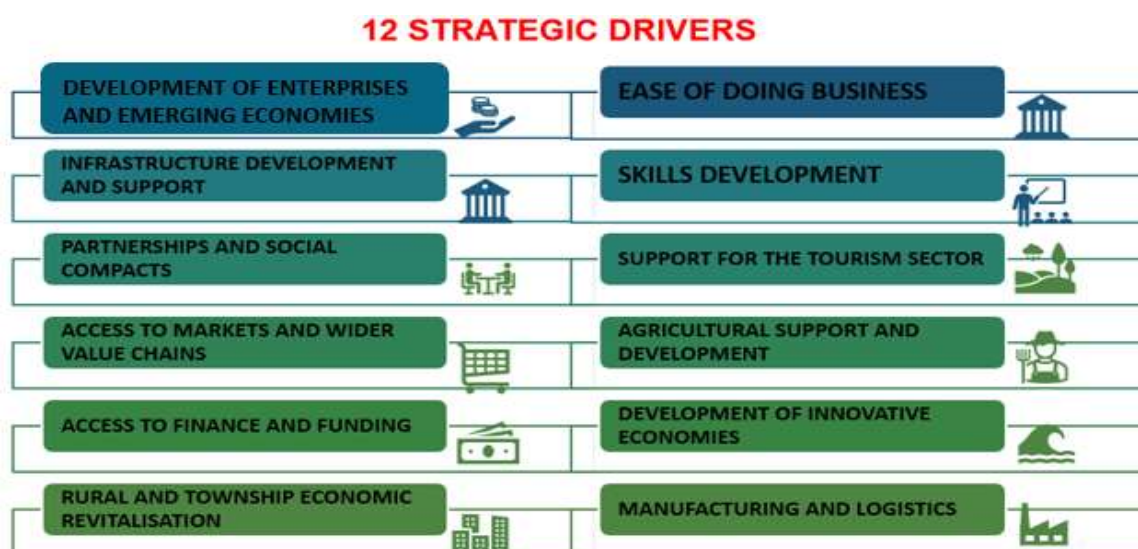 12 STRATEGIC DRIVERS
DEVELOPMENT OF ENTERPRISES
AND EMERGING ECONOMIES
EASE OF DOING BUSINESS
INFRASTRUCTURE DEVELOPMENT
AND SUPPORT
SKILLS DEVELOPMENT
PARTNERSHIPS AND SOCIAL
COMPACTS
SUPPORT FOR THE TOURISM SECTOR
ACCESS TO MARKETS AND WIDER
VALUE CHAINS
AGRICULTURAL SUPPORT AND
DEVELOPMENT
ACCESS TO FINANCE AND FUNDING
DEVELOPMENT OF INNOVATIVE
ECONOMIES
RURAL AND TOWNSHIP ECONOMIC
REVITALISATION
MANUFACTURING AND LOGISTICS